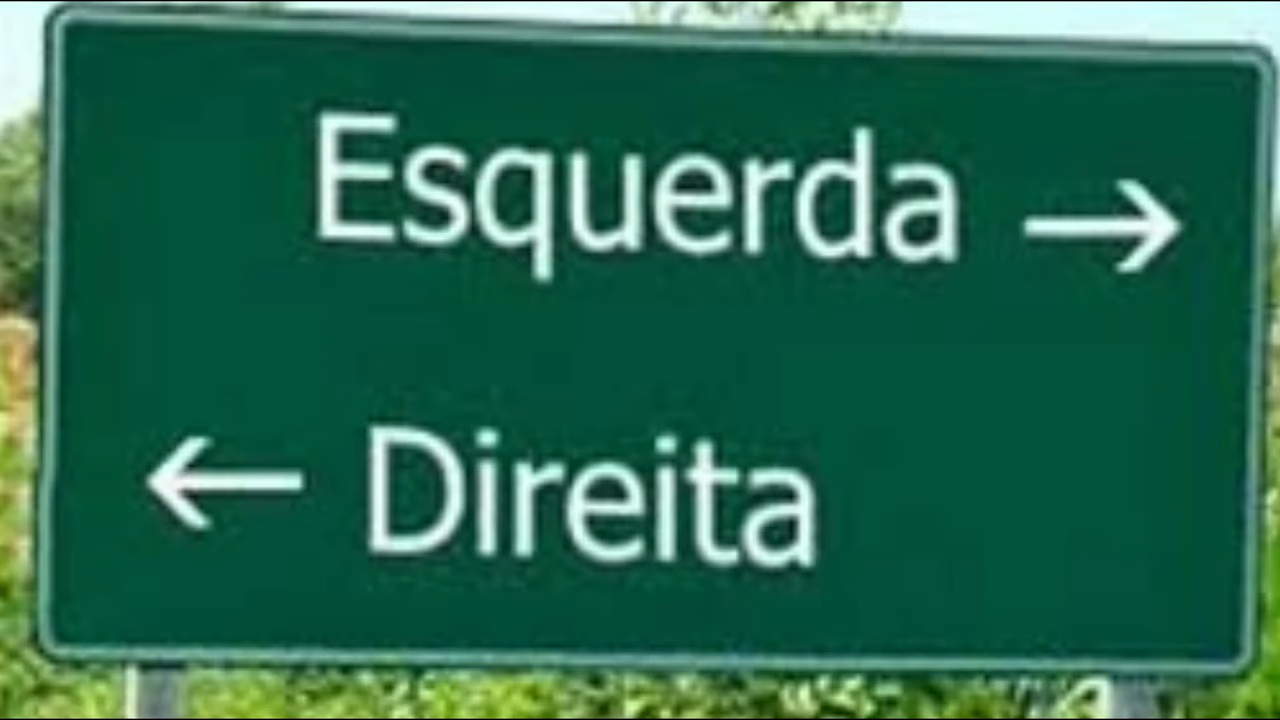 Esquerda →
← Direita